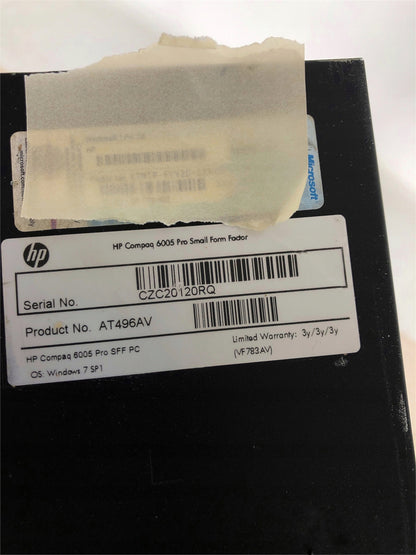 Microsoft
hp
HP Compaq 6005 Pro Small Form Factor
Serial No.
CZC20120RQ
Product No. AT496AV
Limited Warranty: 3y/3y/3y
(VF783AV)
HP Compaq 6005 Pro SFF PC
OS: Windows 7 SP1